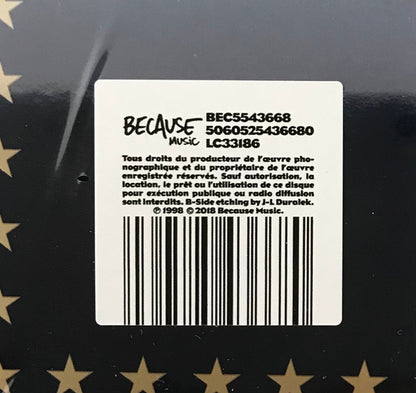 BECAUSE
MUSIC
BEC5543668
5060525436680
LC33186
Tous droits du producteur de l'œuvre pho-
nographique et du propriétaire de l'œuvre
enregistrée réservés. Sauf autorisation, la
location, le prêt ou l'utilisation de ce disque
pour exécution publique ou radio diffusion
sont interdits. B-Side etching by J-L Duralek.
℗ 1998 © 2018 Because Music.